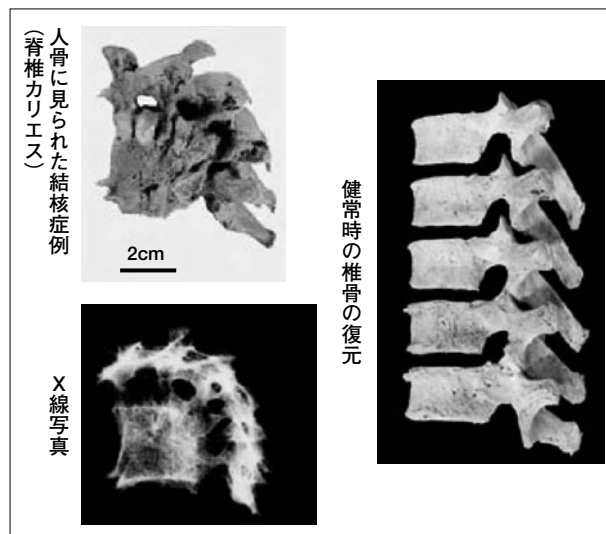 人骨に見られた結核症例
（脊椎カリエス）
2cm
X線写真
健常時の椎骨の復元